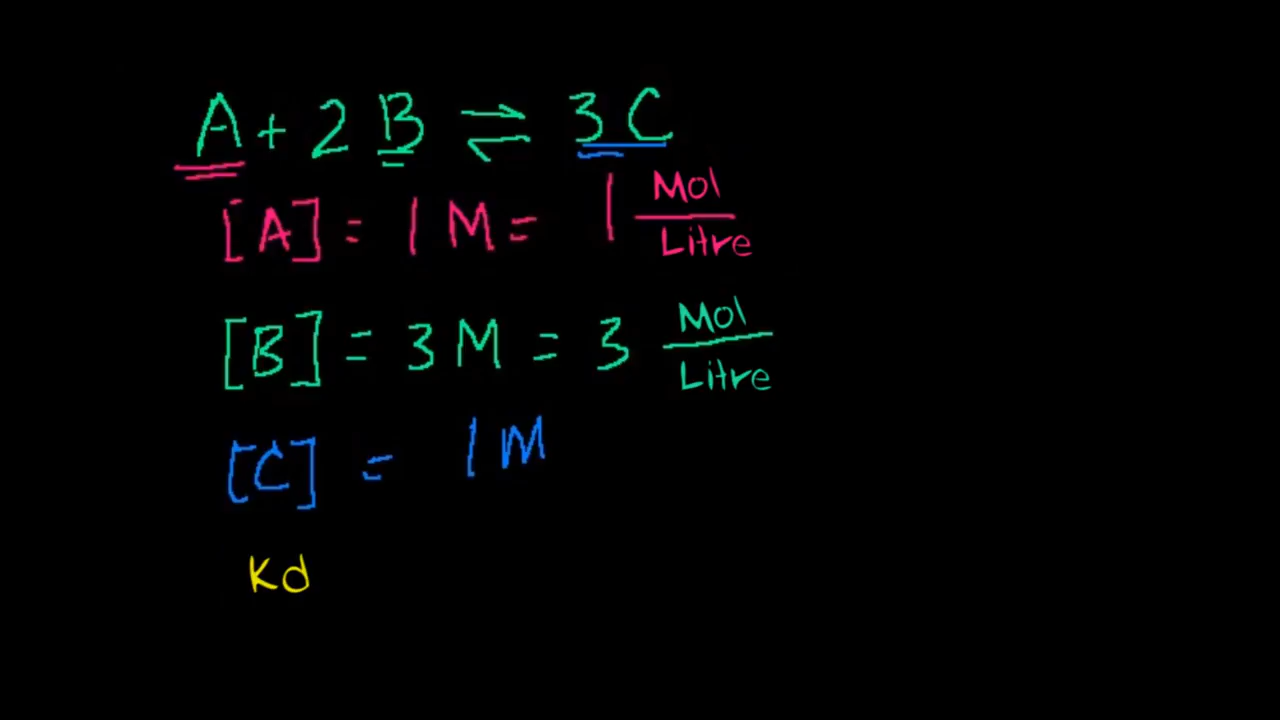 A + 2 B ⇌ 3 C
[A] = 1 M = 1 Mol / Litre
[B] = 3 M = 3 Mol / Litre
[C] = 1 M
Kd